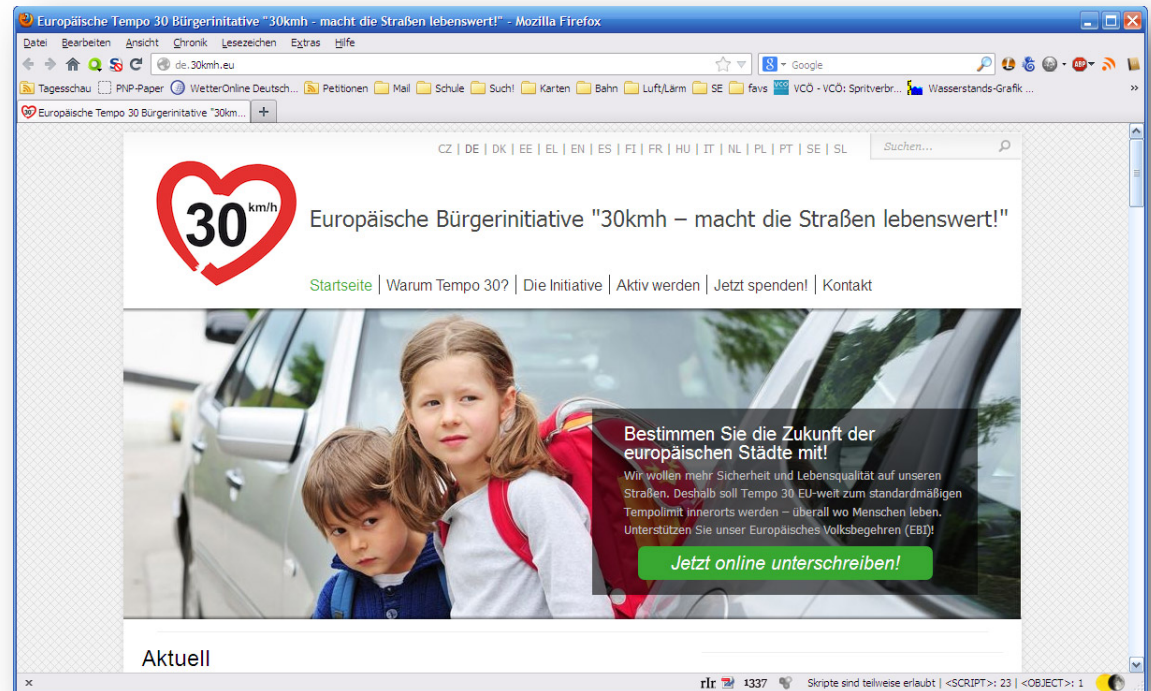 Europäische Tempo 30 Bürgerinitative "30kmh - macht die Straßen lebenswert!" - Mozilla Firefox
Datei Bearbeiten Ansicht Chronik Lesezeichen Extras Hilfe
de.30kmh.eu Google
Tagesschau PNP-Paper WetterOnline Deutsch... Petitionen Mail Schule Such! Karten Bahn Luft/Lärm SE favs VCÖ - VCÖ: Spritverbr... Wasserstands-Grafik ... »
Europäische Tempo 30 Bürgerinitative "30km... +
CZ | DE | DK | EE | EL | EN | ES | FI | FR | HU | IT | NL | PL | PT | SE | SL Suchen...
30 km/h
Europäische Bürgerinitiative "30kmh – macht die Straßen lebenswert!"
Startseite | Warum Tempo 30? | Die Initiative | Aktiv werden | Jetzt spenden! | Kontakt
Bestimmen Sie die Zukunft der
europäischen Städte mit!
Wir wollen mehr Sicherheit und Lebensqualität auf unseren
Straßen. Deshalb soll Tempo 30 EU-weit zum standardmäßigen
Tempolimit innerorts werden – überall wo Menschen leben.
Unterstützen Sie unser Europäisches Volksbegehren (EBI)!
Jetzt online unterschreiben!
Aktuell
× rlr 1337 Skripte sind teilweise erlaubt | <SCRIPT>: 23 | <OBJECT>: 1